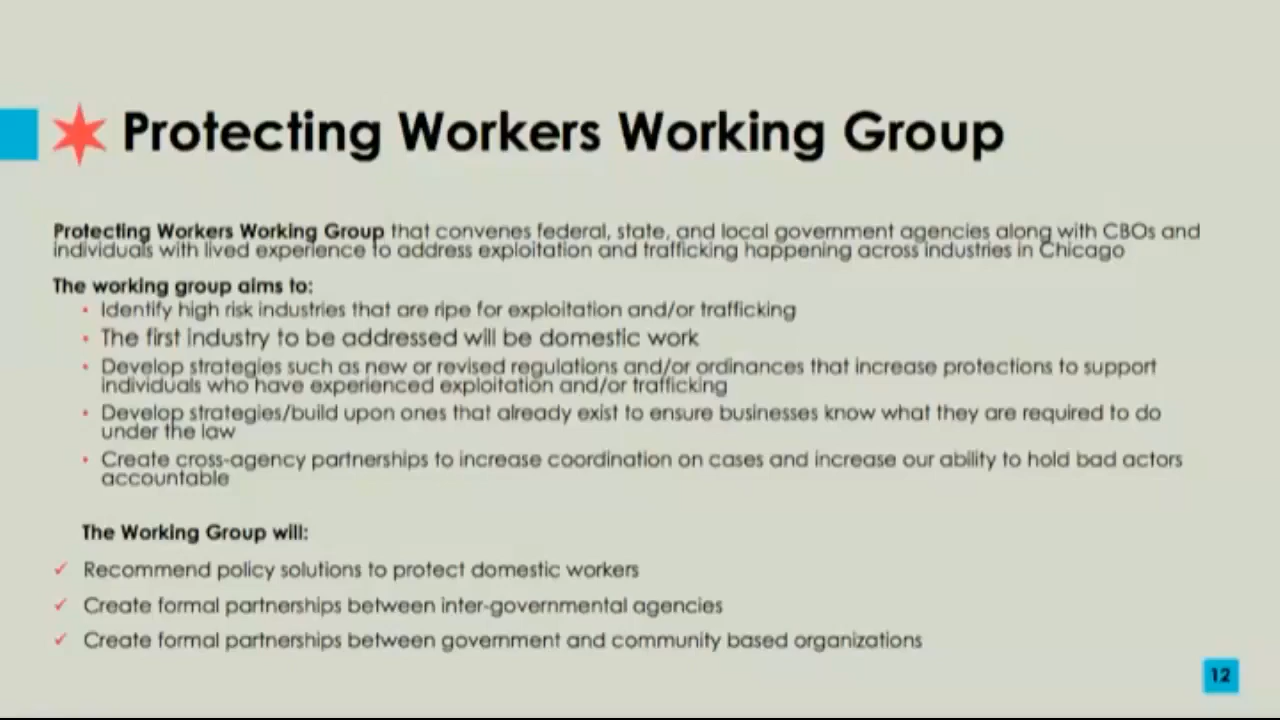 Protecting Workers Working Group
Protecting Workers Working Group that convenes federal, state, and local government agencies along with CBOs and
individuals with lived experience to address exploitation and trafficking happening across industries in Chicago
The working group aims to:
• Identify high risk industries that are ripe for exploitation and/or trafficking
• The first industry to be addressed will be domestic work
• Develop strategies such as new or revised regulations and/or ordinances that increase protections to support
individuals who have experienced exploitation and/or trafficking
• Develop strategies/build upon ones that already exist to ensure businesses know what they are required to do
under the law
• Create cross-agency partnerships to increase coordination on cases and increase our ability to hold bad actors
accountable
The Working Group will:
✓ Recommend policy solutions to protect domestic workers
✓ Create formal partnerships between inter-governmental agencies
✓ Create formal partnerships between government and community based organizations
12